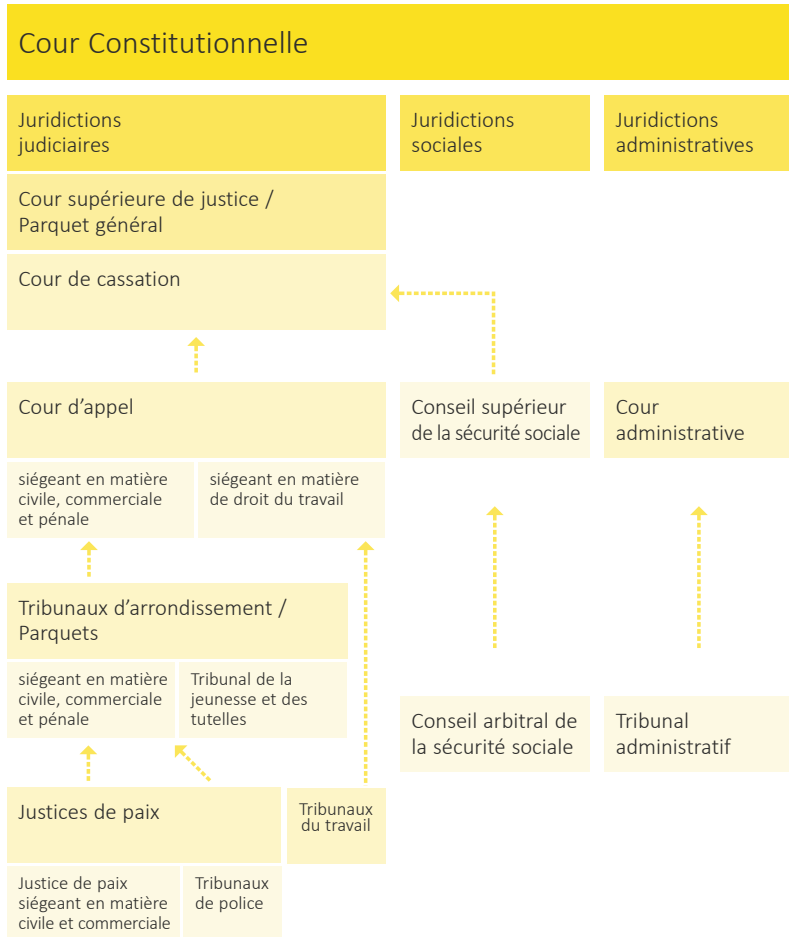 Cour Constitutionnelle
Juridictions
judiciaires
Juridictions
sociales
Juridictions
administratives
Cour supérieure de justice /
Parquet général
Cour de cassation
Cour d’appel
Conseil supérieur
de la sécurité sociale
Cour
administrative
siégeant en matière
civile, commerciale
et pénale
siégeant en matière
de droit du travail
Tribunaux d’arrondissement /
Parquets
siégeant en matière
civile, commerciale
et pénale
Tribunal de la
jeunesse et des
tutelles
Conseil arbitral de
la sécurité sociale
Tribunal
administratif
Justices de paix
Tribunaux
du travail
Justice de paix
siégeant en matière
civile et commerciale
Tribunaux
de police